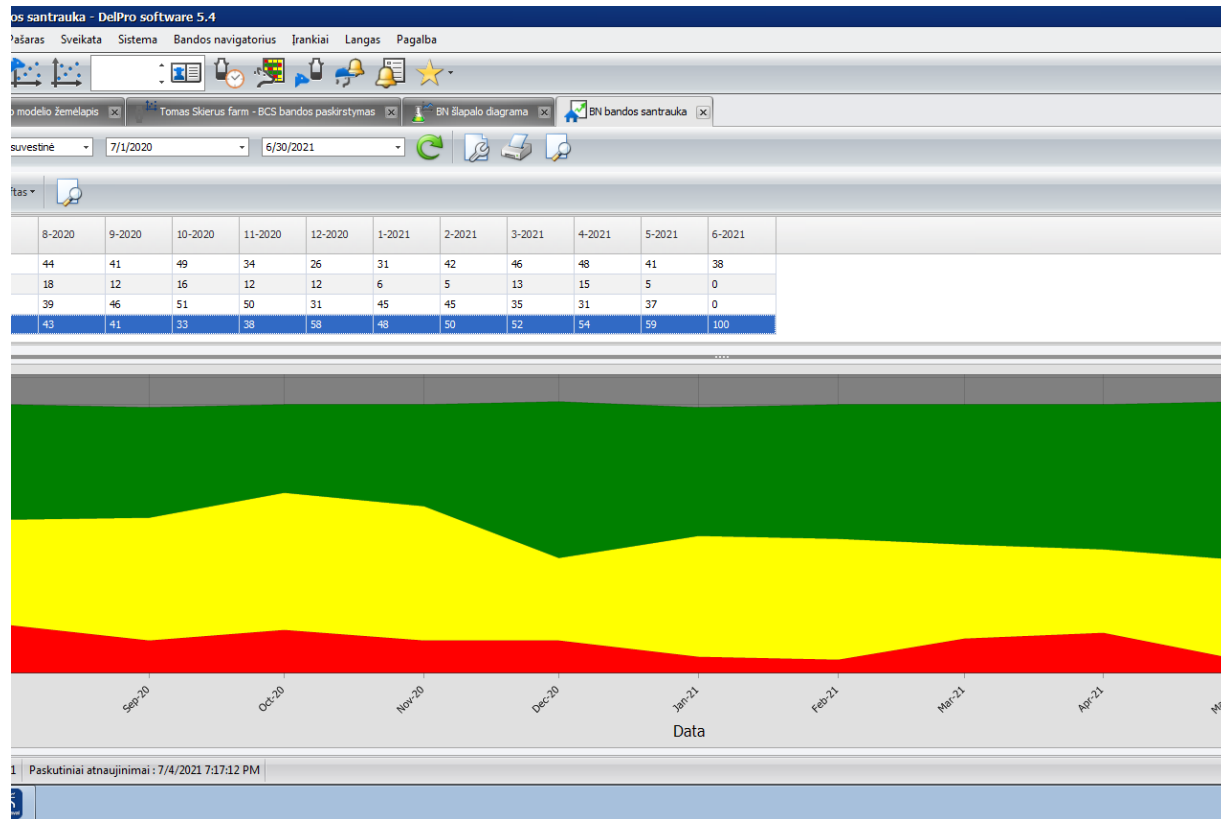 os santrauka - DelPro software 5.4
Pašaras Sveikata Sistema Bandos navigatorius Įrankiai Langas Pagalba
o modelio žemėlapis Tomas Skierus farm - BCS bandos paskirstymas BN šlapalo diagrama BN bandos santrauka
suvestinė 7/1/2020 6/30/2021
ftas
8-2020 9-2020 10-2020 11-2020 12-2020 1-2021 2-2021 3-2021 4-2021 5-2021 6-2021
44 41 49 34 26 31 42 46 48 41 38
18 12 16 12 12 6 5 13 15 5 0
39 46 51 50 31 45 45 35 31 37 0
43 41 33 38 58 48 50 52 54 59 100
Sep-20 Oct-20 Nov-20 Dec-20 Jan-21 Feb-21 Mar-21 Apr-21 Ma
Data
1 Paskutiniai atnaujinimai : 7/4/2021 7:17:12 PM